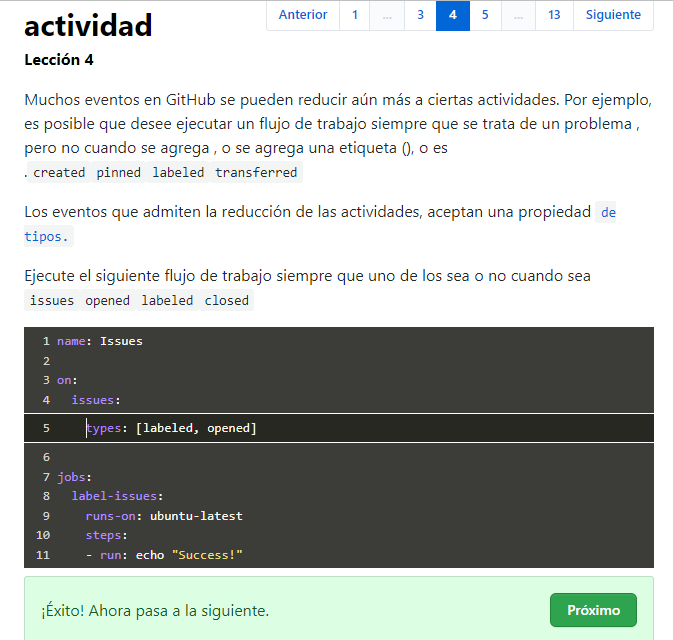 actividad
Anterior 1 ... 3 4 5 ... 13 Siguiente
Lección 4
Muchos eventos en GitHub se pueden reducir aún más a ciertas actividades. Por ejemplo,
es posible que desee ejecutar un flujo de trabajo siempre que se trata de un problema ,
pero no cuando se agrega , o se agrega una etiqueta (), o es
. created pinned labeled transferred
Los eventos que admiten la reducción de las actividades, aceptan una propiedad de
tipos.
Ejecute el siguiente flujo de trabajo siempre que uno de los sea o no cuando sea
issues opened labeled closed
1 name: Issues
2
3 on:
4 issues:
5 types: [labeled, opened]
6
7 jobs:
8 label-issues:
9 runs-on: ubuntu-latest
10 steps:
11 - run: echo "Success!"
¡Éxito! Ahora pasa a la siguiente.
Próximo